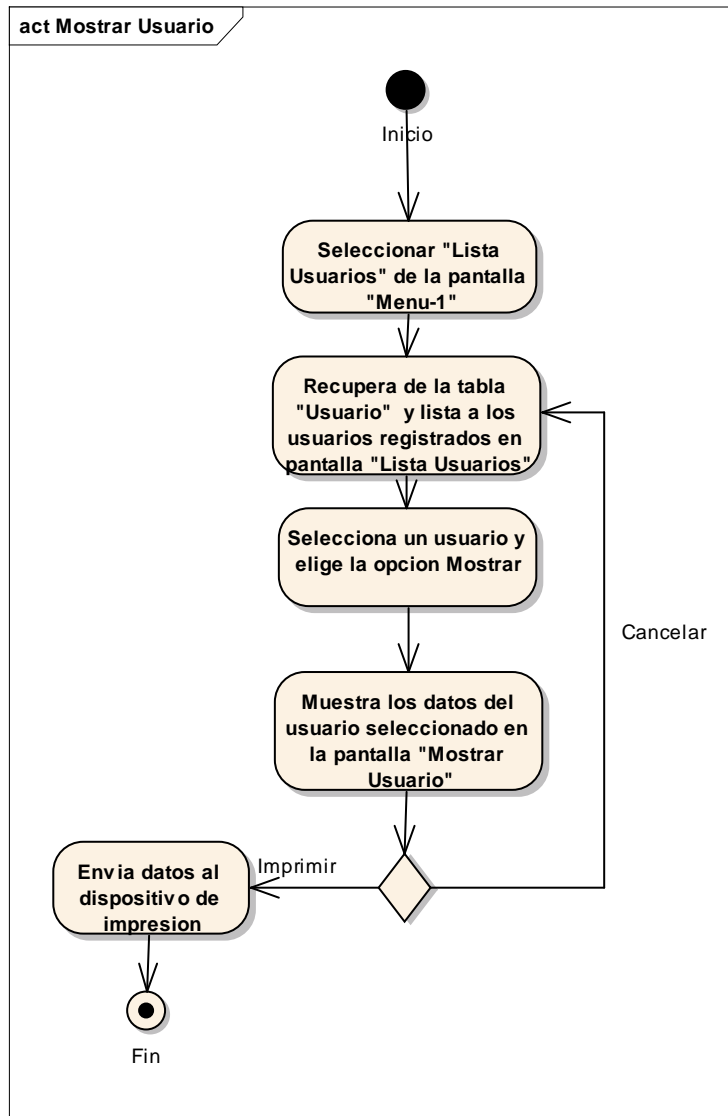 act Mostrar Usuario
Inicio
Seleccionar "Lista
Usuarios" de la pantalla
"Menu-1"
Recupera de la tabla
"Usuario" y lista a los
usuarios registrados en
pantalla "Lista Usuarios"
Selecciona un usuario y
elige la opcion Mostrar
Cancelar
Muestra los datos del
usuario seleccionado en
la pantalla "Mostrar
Usuario"
Imprimir
Envia datos al
dispositivo de
impresion
Fin